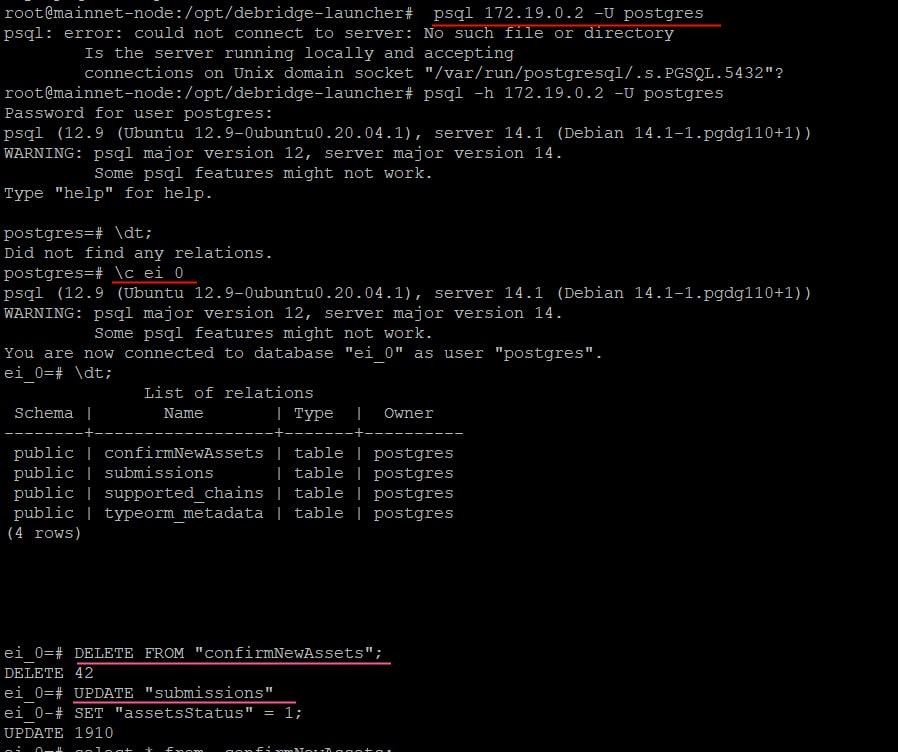 root@mainnet-node:/opt/debridge-launcher#  psql 172.19.0.2 -U postgres
psql: error: could not connect to server: No such file or directory
        Is the server running locally and accepting
        connections on Unix domain socket "/var/run/postgresql/.s.PGSQL.5432"?
root@mainnet-node:/opt/debridge-launcher# psql -h 172.19.0.2 -U postgres
Password for user postgres:
psql (12.9 (Ubuntu 12.9-0ubuntu0.20.04.1), server 14.1 (Debian 14.1-1.pgdg110+1))
WARNING: psql major version 12, server major version 14.
         Some psql features might not work.
Type "help" for help.
postgres=# \dt;
Did not find any relations.
postgres=# \c ei_0
psql (12.9 (Ubuntu 12.9-0ubuntu0.20.04.1), server 14.1 (Debian 14.1-1.pgdg110+1))
WARNING: psql major version 12, server major version 14.
         Some psql features might not work.
You are now connected to database "ei_0" as user "postgres".
ei_0=# \dt;
              List of relations
 Schema |       Name       | Type  |  Owner
--------+------------------+-------+----------
 public | confirmNewAssets | table | postgres
 public | submissions      | table | postgres
 public | supported_chains | table | postgres
 public | typeorm_metadata | table | postgres
(4 rows)
ei_0=# DELETE FROM "confirmNewAssets";
DELETE 42
ei_0=# UPDATE "submissions"
ei_0-# SET "assetsStatus" = 1;
UPDATE 1910
ei_0=# select * from  confirmNewAssets;